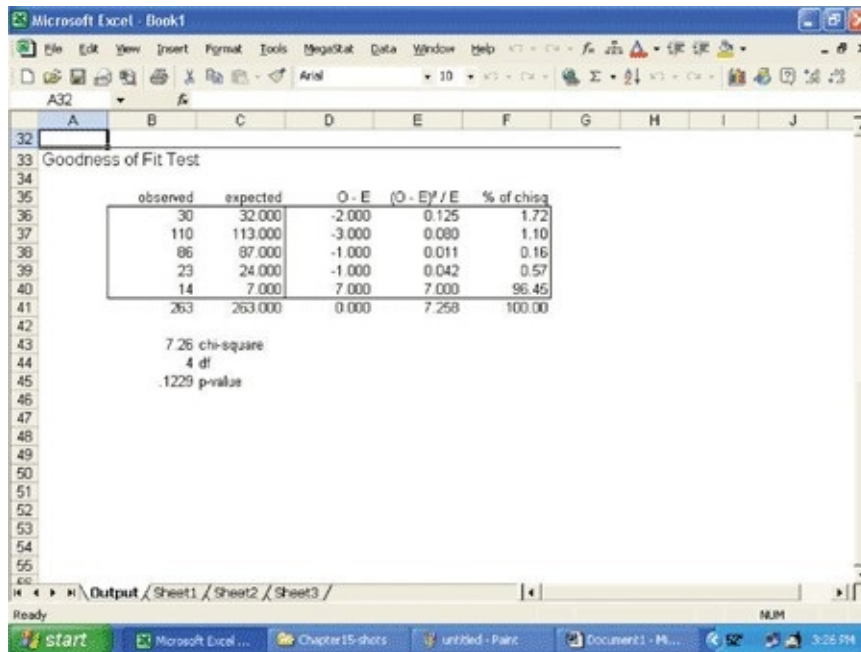 Microsoft Excel - Book1
File Edit View Insert Format Tools MegaStat Data Window Help
Arial 10
A32 fx
A B C D E F G H I J
32
33 Goodness of Fit Test
34
35 observed expected O - E (O - E)² / E % of chisq
36 30 32.000 -2.000 0.125 1.72
37 110 113.000 -3.000 0.080 1.10
38 86 87.000 -1.000 0.011 0.16
39 23 24.000 -1.000 0.042 0.57
40 14 7.000 7.000 7.000 96.45
41 263 263.000 0.000 7.258 100.00
42
43 7.26 chi-square
44 4 df
45 .1229 p-value
46
47
48
49
50
51
52
53
54
55
Output Sheet1 Sheet2 Sheet3
Ready NUM
start Microsoft Excel ... Chapter15-shots untitled - Paint Document1 - Mi... 52° 3:26 PM